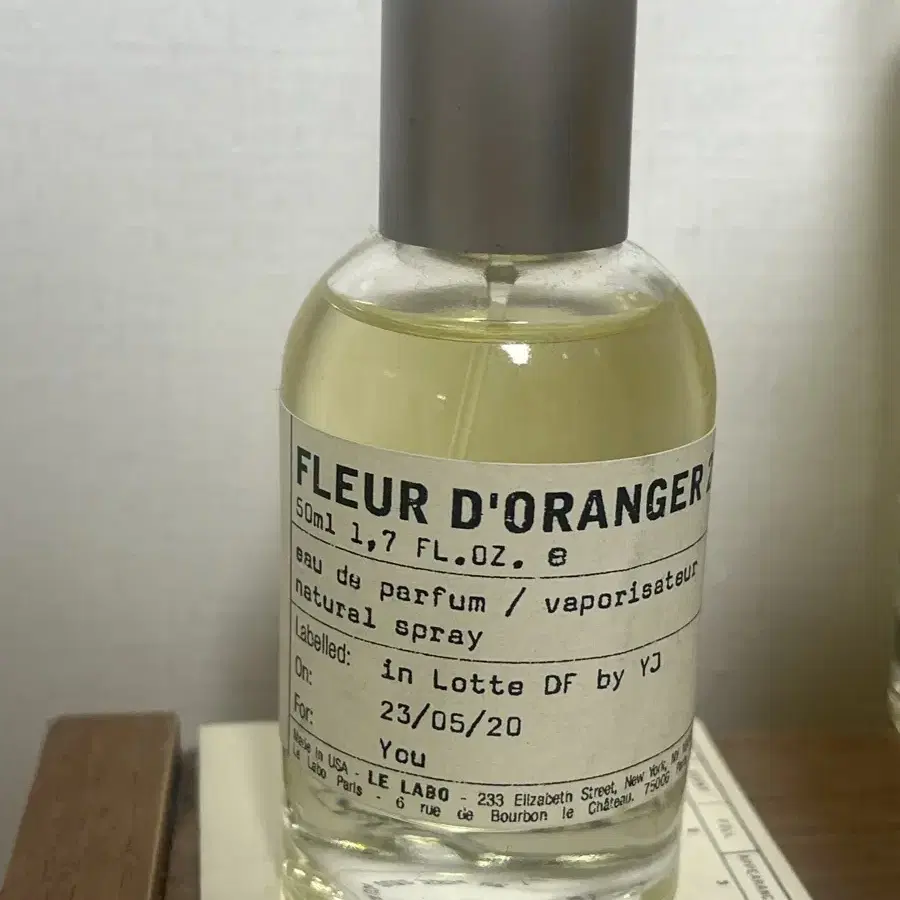 FLEUR D'ORANGER 2
50ml 1,7 FL.OZ. e
eau de parfum / vaporisateur
natural spray
Labelled: in Lotte DF by YJ
On: 23/05/20
For: You
Made in USA - LE LABO - 233 Elizabeth Street, New York, NY
Le Labo Paris - 6 rue de Bourbon le Château, 75006